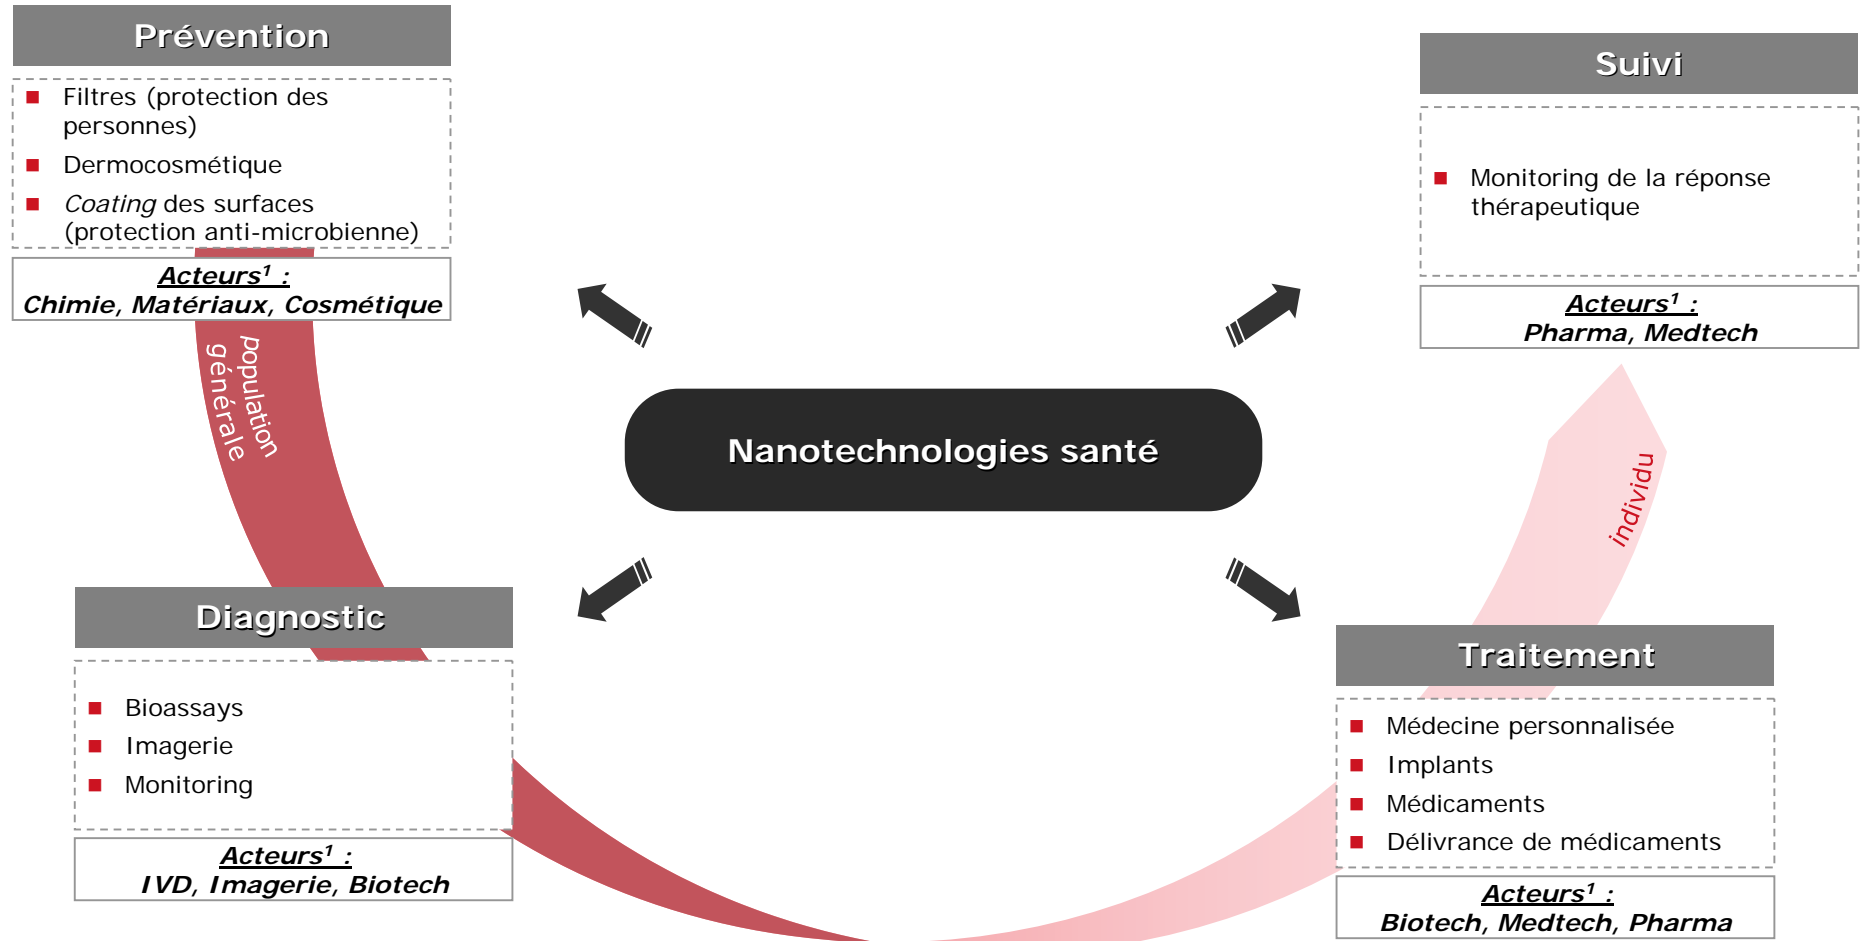 Prévention
Filtres (protection des
personnes)
Dermocosmétique
Coating des surfaces
(protection anti-microbienne)
Acteurs¹ :
Chimie, Matériaux, Cosmétique
population
générale
Suivi
Monitoring de la réponse
thérapeutique
Acteurs¹ :
Pharma, Medtech
Nanotechnologies santé
individu
Diagnostic
Bioassays
Imagerie
Monitoring
Acteurs¹ :
IVD, Imagerie, Biotech
Traitement
Médecine personnalisée
Implants
Médicaments
Délivrance de médicaments
Acteurs¹ :
Biotech, Medtech, Pharma